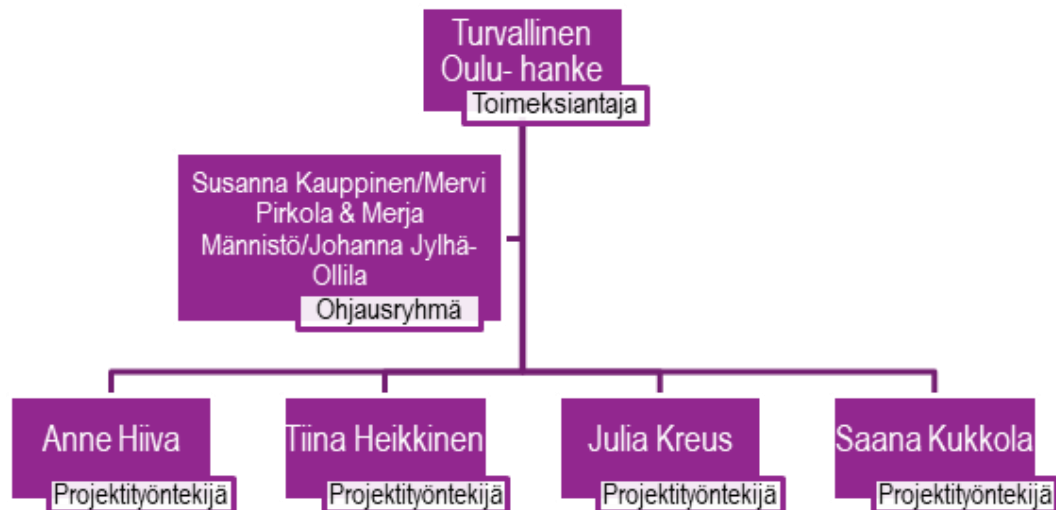 Turvallinen
Oulu- hanke
Toimeksiantaja
Susanna Kauppinen/Mervi
Pirkola & Merja
Männistö/Johanna Jylhä-
Ollila
Ohjausryhmä
Anne Hiiva
Projektityöntekijä
Tiina Heikkinen
Projektityöntekijä
Julia Kreus
Projektityöntekijä
Saana Kukkola
Projektityöntekijä